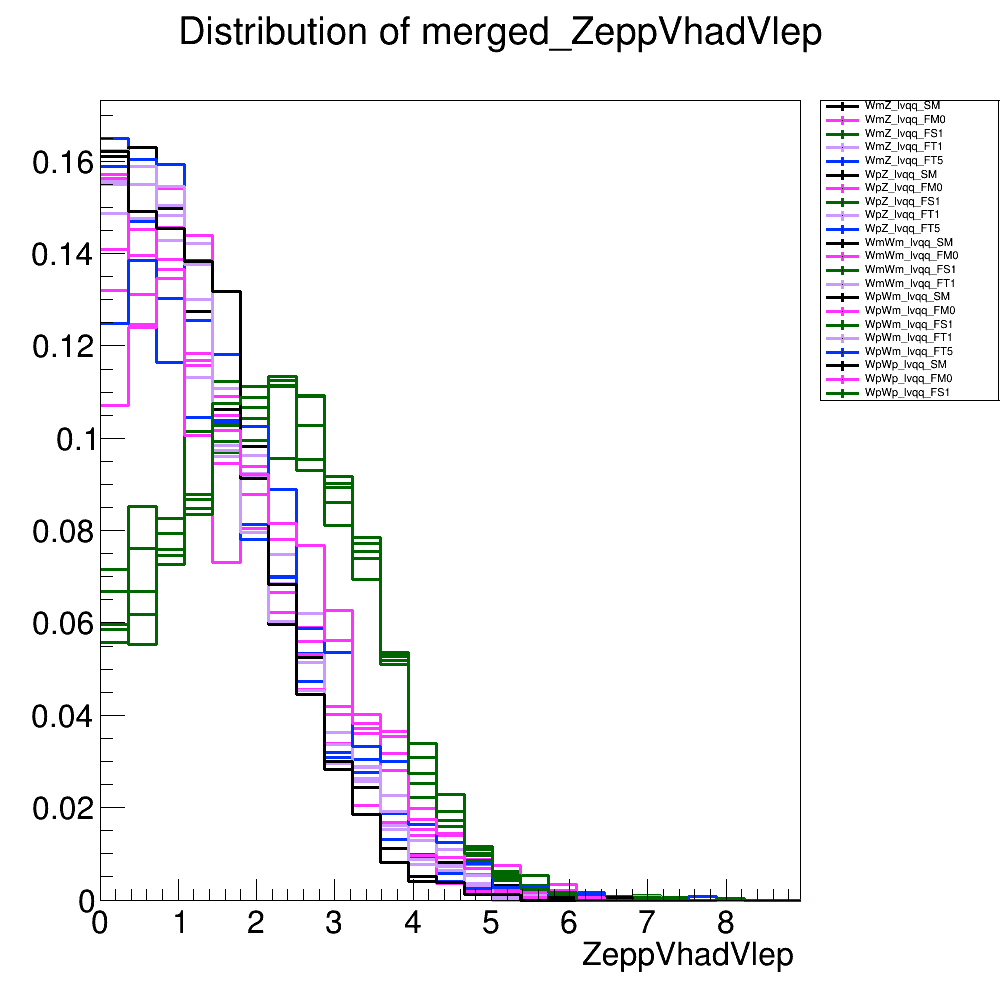 Distribution of merged_ZeppVhadVlep
WmZ_lvqq_SM
WmZ_lvqq_FM0
WmZ_lvqq_FS1
WmZ_lvqq_FT1
WmZ_lvqq_FT5
WpZ_lvqq_SM
WpZ_lvqq_FM0
WpZ_lvqq_FS1
WpZ_lvqq_FT1
WpZ_lvqq_FT5
WmWm_lvqq_SM
WmWm_lvqq_FM0
WmWm_lvqq_FS1
WmWm_lvqq_FT1
WpWm_lvqq_SM
WpWm_lvqq_FM0
WpWm_lvqq_FS1
WpWm_lvqq_FT1
WpWm_lvqq_FT5
WpWp_lvqq_SM
WpWp_lvqq_FM0
WpWp_lvqq_FS1
0.16
0.14
0.12
0.1
0.08
0.06
0.04
0.02
0
0 1 2 3 4 5 6 7 8
ZeppVhadVlep